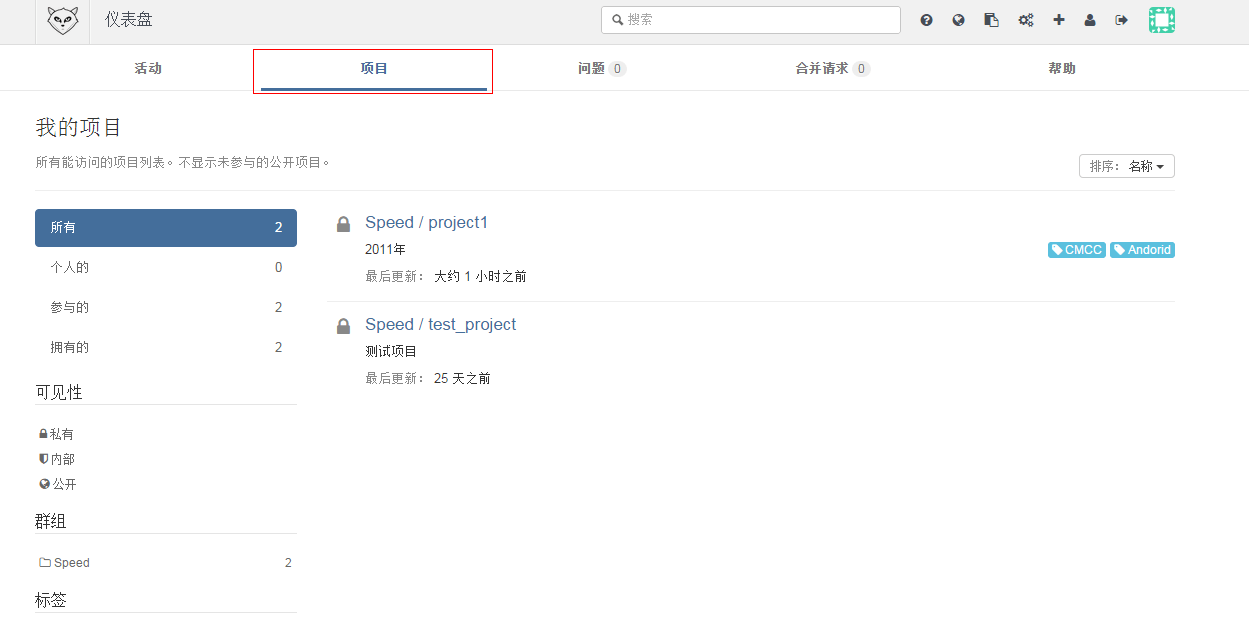 仪表盘
搜索
活动
项目
问题 0
合并请求 0
帮助
我的项目
所有能访问的项目列表。不显示未参与的公开项目。
排序： 名称
所有 2
个人的 0
参与的 2
拥有的 2
可见性
私有
内部
公开
群组
Speed 2
标签
Speed / project1
2011年
CMCC Andorid
最后更新： 大约 1 小时之前
Speed / test_project
测试项目
最后更新： 25 天之前